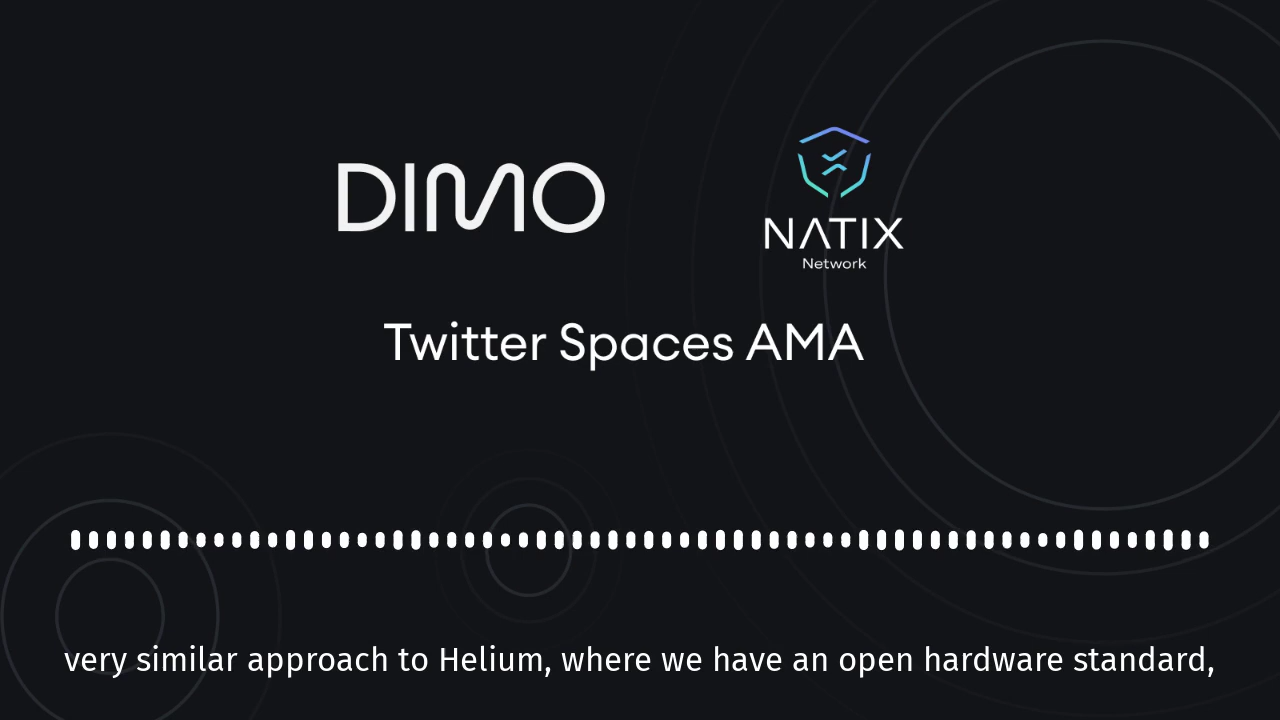 DIMO
NATIX
Network
Twitter Spaces AMA
very similar approach to Helium, where we have an open hardware standard,